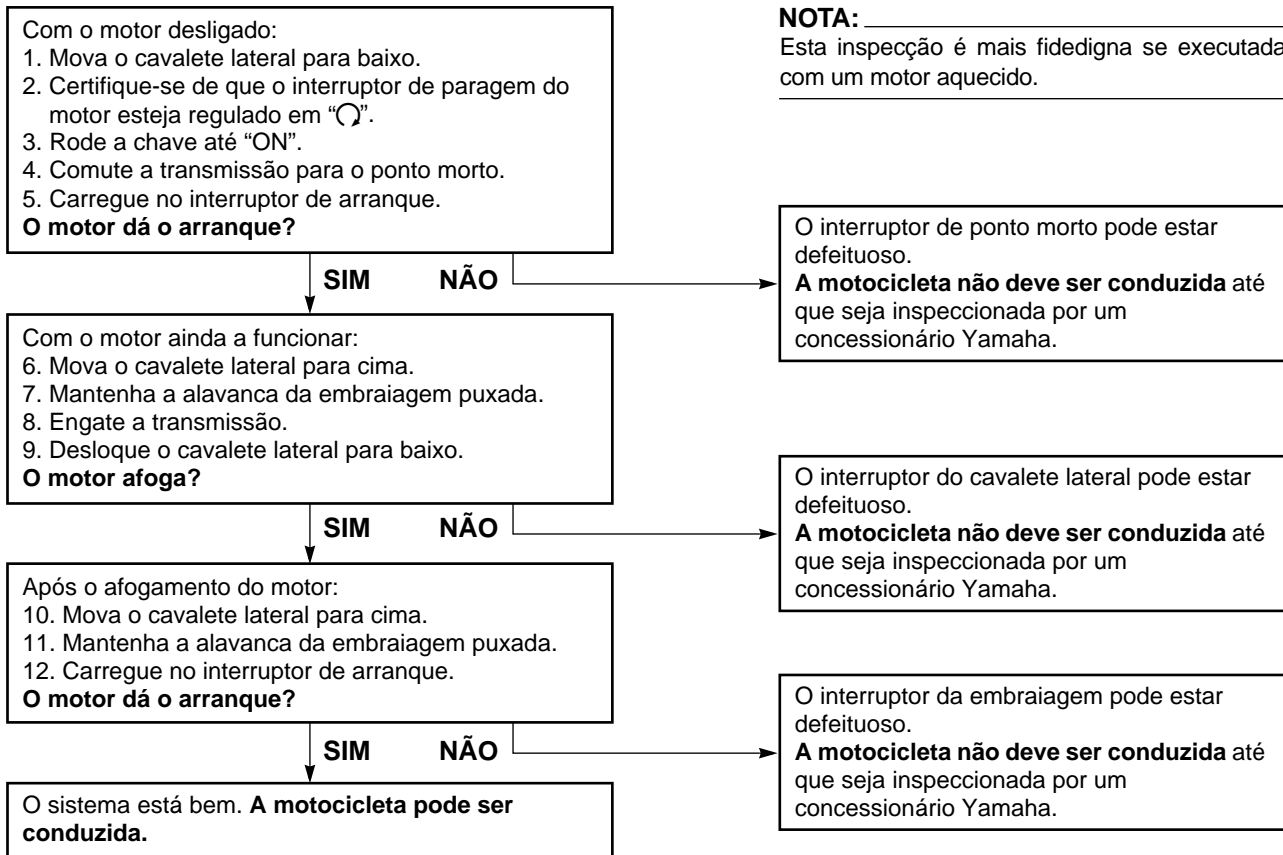 Com o motor desligado:
1. Mova o cavalete lateral para baixo.
2. Certifique-se de que o interruptor de paragem do
motor esteja regulado em “”.
3. Rode a chave até “ON”.
4. Comute a transmissão para o ponto morto.
5. Carregue no interruptor de arranque.
O motor dá o arranque?
NOTA:
Esta inspecção é mais fidedigna se executada
com um motor aquecido.
SIM NÃO
O interruptor de ponto morto pode estar
defeituoso.
A motocicleta não deve ser conduzida até
que seja inspeccionada por um
concessionário Yamaha.
Com o motor ainda a funcionar:
6. Mova o cavalete lateral para cima.
7. Mantenha a alavanca da embraiagem puxada.
8. Engate a transmissão.
9. Desloque o cavalete lateral para baixo.
O motor afoga?
SIM NÃO
O interruptor do cavalete lateral pode estar
defeituoso.
A motocicleta não deve ser conduzida até
que seja inspeccionada por um
concessionário Yamaha.
Após o afogamento do motor:
10. Mova o cavalete lateral para cima.
11. Mantenha a alavanca da embraiagem puxada.
12. Carregue no interruptor de arranque.
O motor dá o arranque?
SIM NÃO
O interruptor da embraiagem pode estar
defeituoso.
A motocicleta não deve ser conduzida até
que seja inspeccionada por um
concessionário Yamaha.
O sistema está bem. A motocicleta pode ser
conduzida.